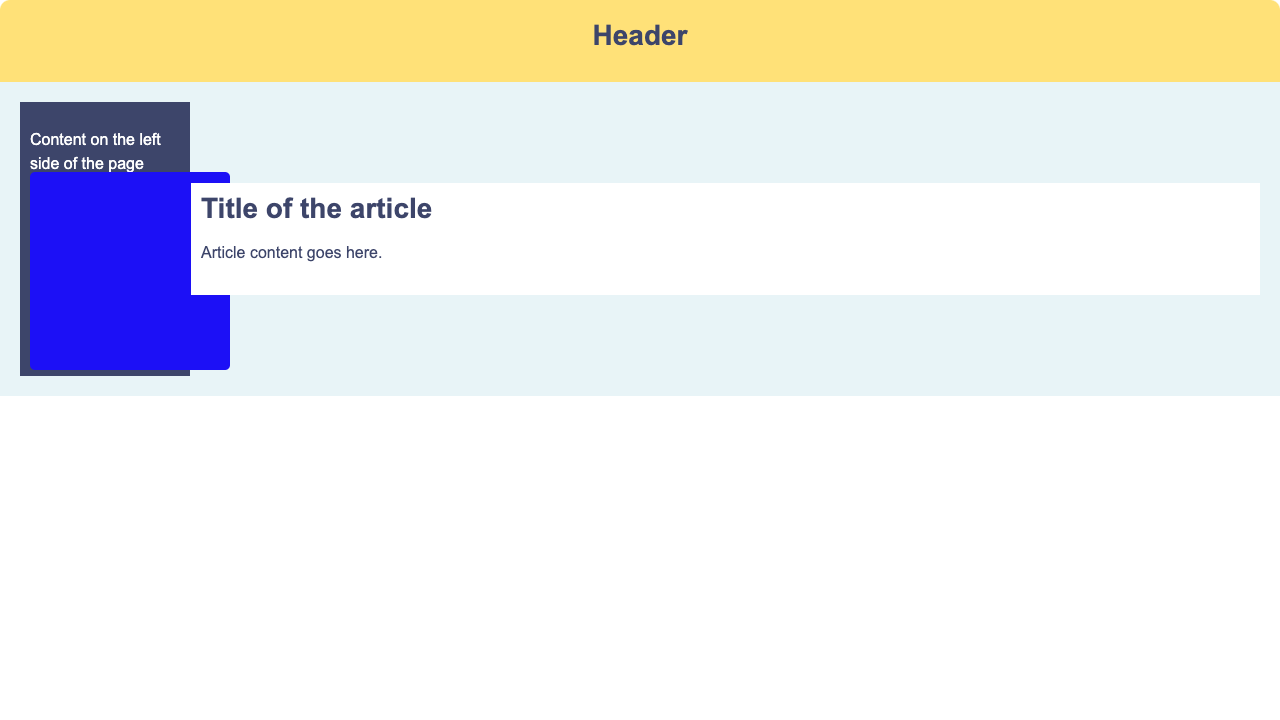 Header
Content on the left
side of the page
Title of the article
Article content goes here.